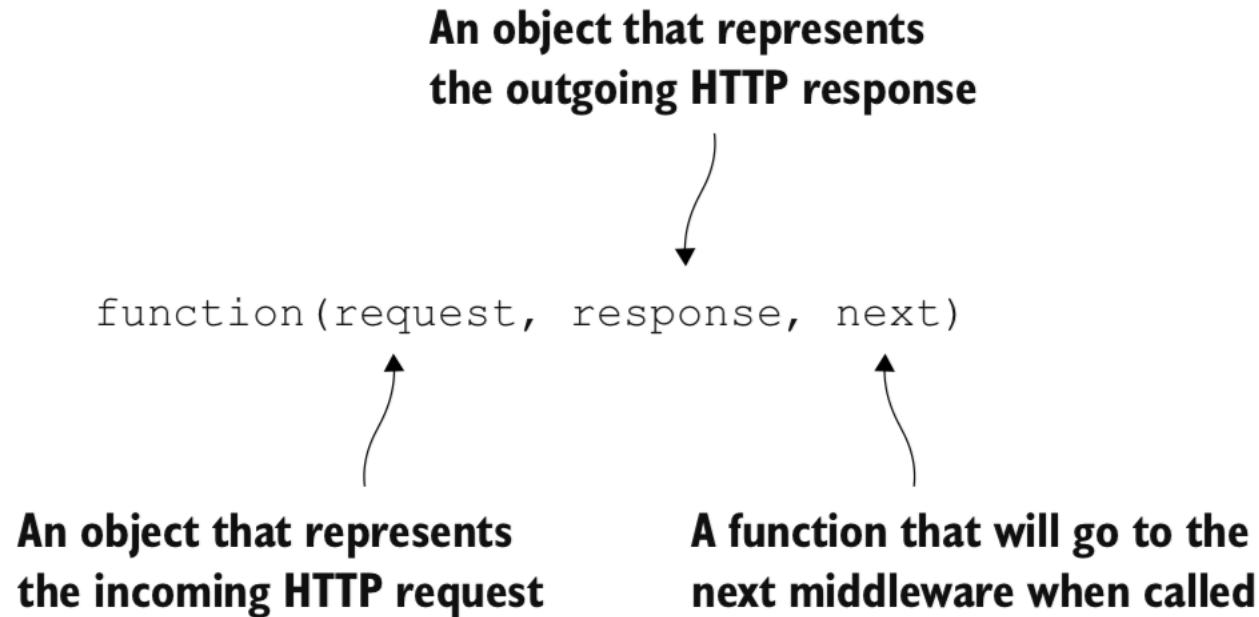 An object that represents
the outgoing HTTP response
function(request, response, next)
An object that represents
the incoming HTTP request
A function that will go to the
next middleware when called